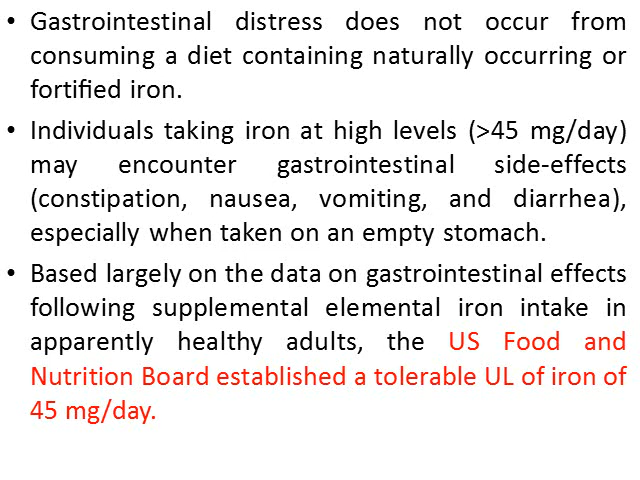 • Gastrointestinal distress does not occur from
consuming a diet containing naturally occurring or
fortified iron.
• Individuals taking iron at high levels (>45 mg/day)
may encounter gastrointestinal side-effects
(constipation, nausea, vomiting, and diarrhea),
especially when taken on an empty stomach.
• Based largely on the data on gastrointestinal effects
following supplemental elemental iron intake in
apparently healthy adults, the US Food and
Nutrition Board established a tolerable UL of iron of
45 mg/day.